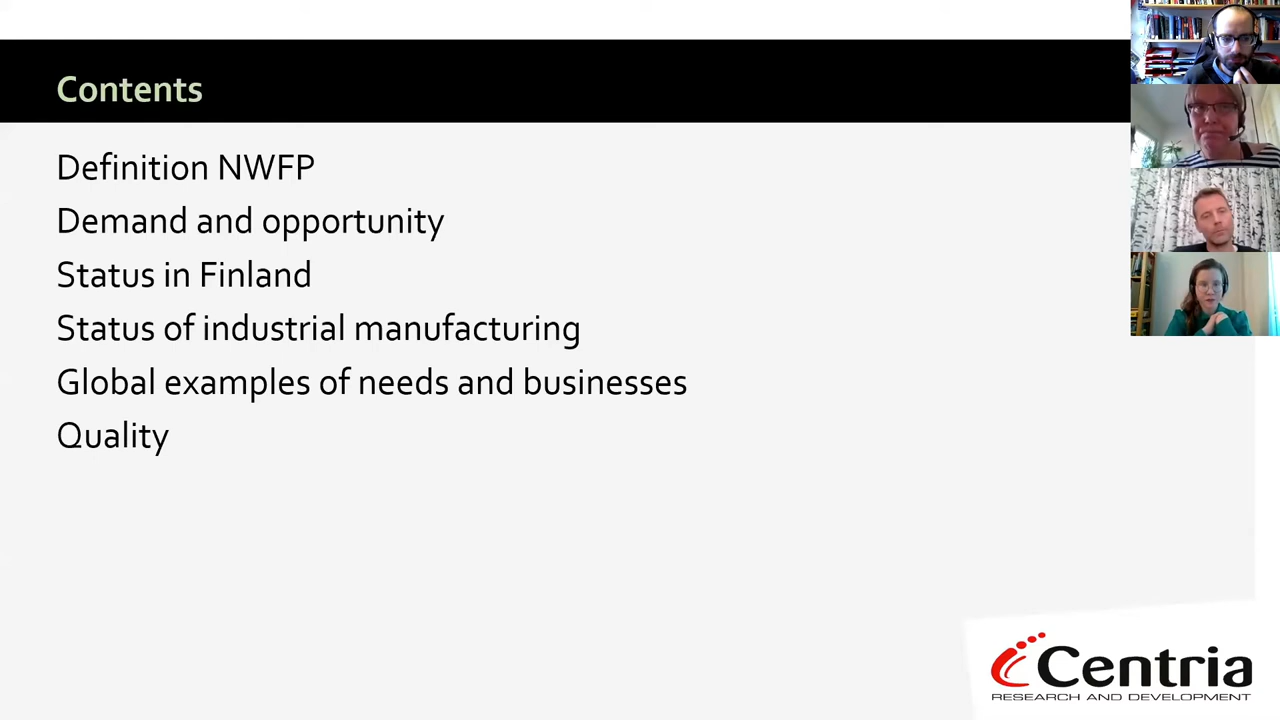 Contents
Definition NWFP
Demand and opportunity
Status in Finland
Status of industrial manufacturing
Global examples of needs and businesses
Quality
Centria
RESEARCH AND DEVELOPMENT